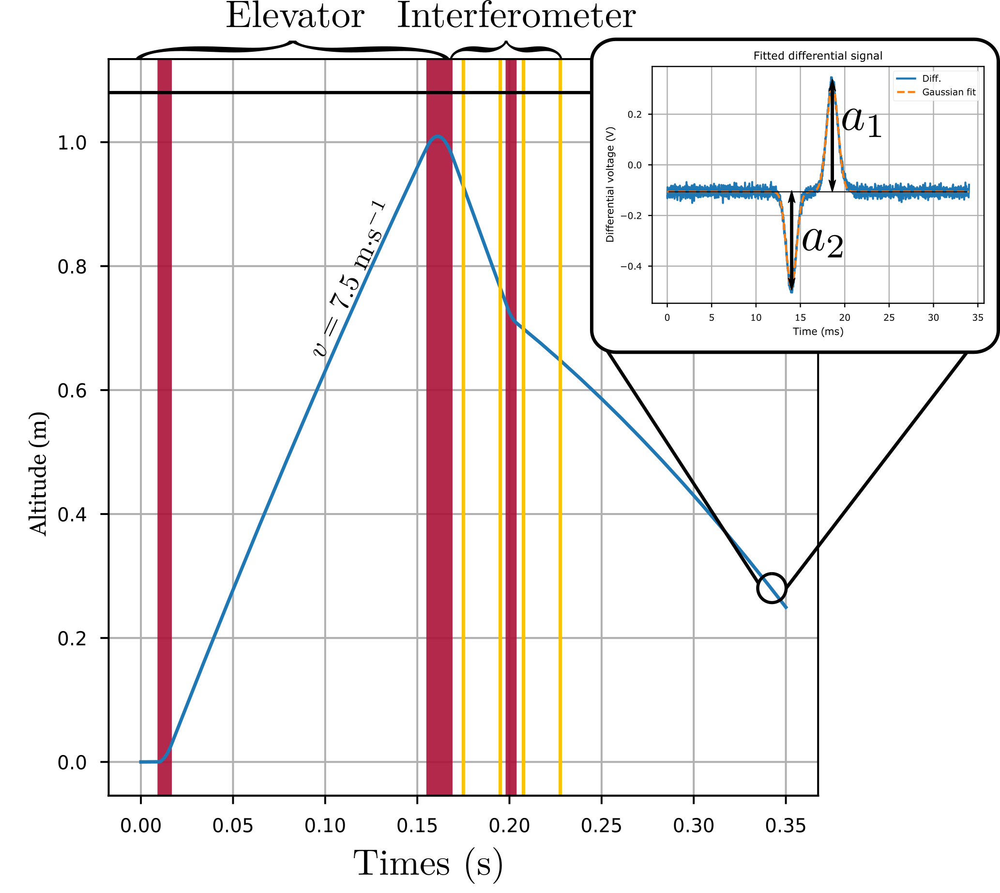 Elevator Interferometer
Fitted differential signal
Diff.
Gaussian fit
a1
a2
0.2
0.0
−0.2
−0.4
Differential voltage (V)
0 5 10 15 20 25 30 35
Time (ms)
v = 7.5 m·s−1
1.0
0.8
0.6
0.4
0.2
0.0
Altitude (m)
0.00 0.05 0.10 0.15 0.20 0.25 0.30 0.35
Times (s)